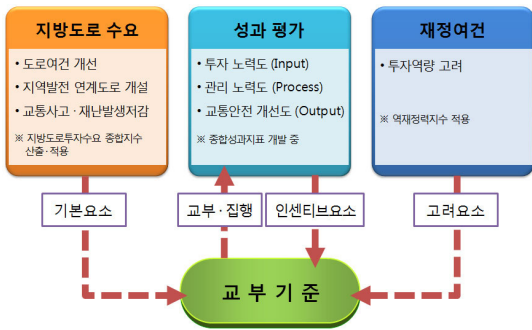 지방도로 수요
• 도로여건 개선
• 지역발전 연계도로 개설
• 교통사고 · 재난발생저감
※ 지방도로투자수요 종합지수
산출·적용
성과 평가
• 투자 노력도 (Input)
• 관리 노력도 (Process)
• 교통안전 개선도 (Output)
※ 종합성과지표 개발 중
재정여건
• 투자역량 고려
※ 역재정력지수 적용
기본요소
교부 · 집행
인센티브요소
고려요소
교 부 기 준